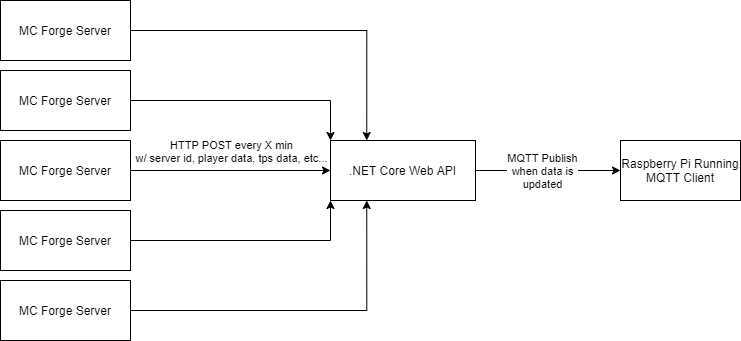 MC Forge Server
MC Forge Server
HTTP POST every X min
w/ server id, player data, tps data, etc...
MC Forge Server
.NET Core Web API
MQTT Publish
when data is
updated
Raspberry Pi Running
MQTT Client
MC Forge Server
MC Forge Server